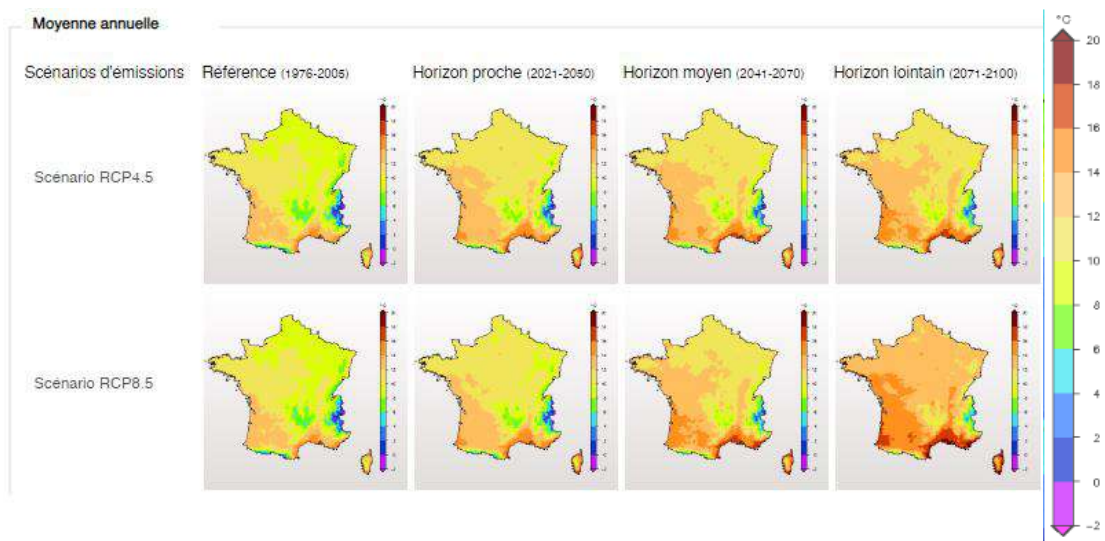 Moyenne annuelle
Scénarios d'émissions
Référence (1976-2005)
Horizon proche (2021-2050)
Horizon moyen (2041-2070)
Horizon lointain (2071-2100)
Scénario RCP4.5
Scénario RCP8.5
°C
20
18
16
14
12
10
8
6
4
2
0
-2